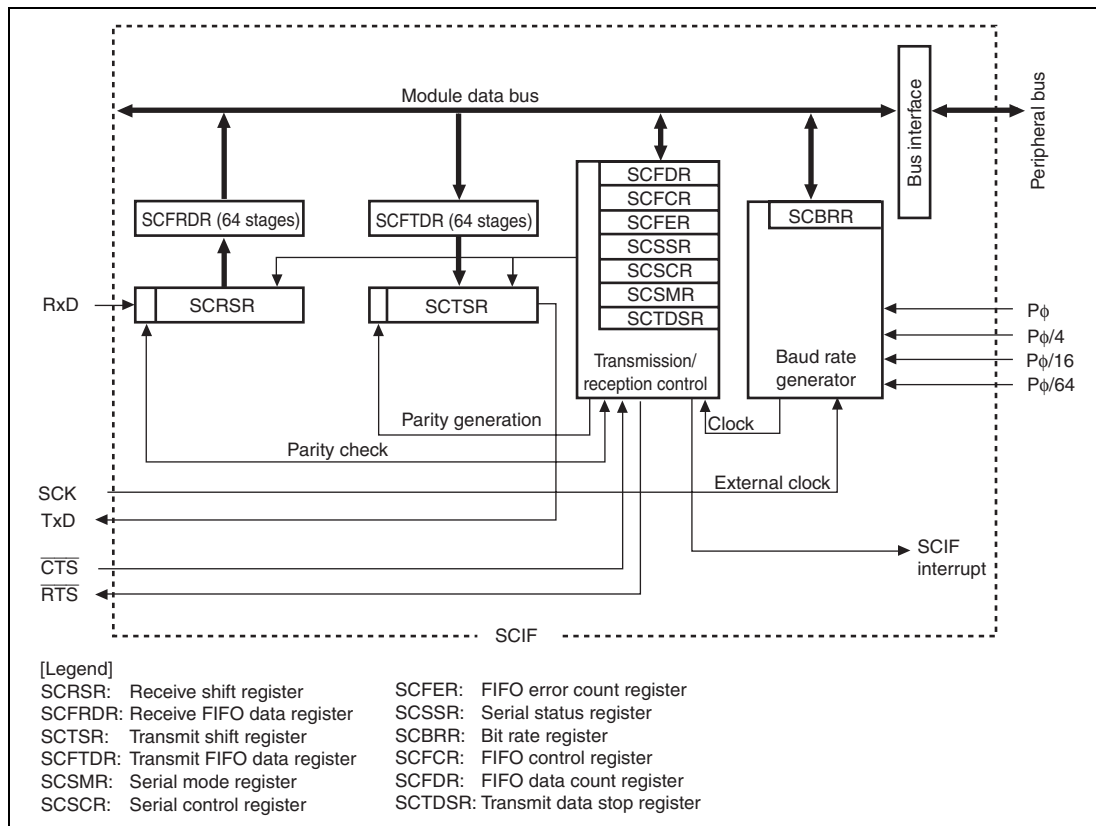 Module data bus
Bus interface
Peripheral bus
SCFRDR (64 stages)
SCFTDR (64 stages)
SCFDR
SCFCR
SCFER
SCSSR
SCSCR
SCSMR
SCTDSR
Transmission/
reception control
SCBRR
Baud rate
generator
RxD
SCRSR
SCTSR
Pφ
Pφ/4
Pφ/16
Pφ/64
Parity generation
Clock
Parity check
SCK
External clock
TxD
CTS
RTS
SCIF
interrupt
SCIF
[Legend]
SCRSR: Receive shift register
SCFRDR: Receive FIFO data register
SCTSR: Transmit shift register
SCFTDR: Transmit FIFO data register
SCSMR: Serial mode register
SCSCR: Serial control register
SCFER: FIFO error count register
SCSSR: Serial status register
SCBRR: Bit rate register
SCFCR: FIFO control register
SCFDR: FIFO data count register
SCTDSR: Transmit data stop register